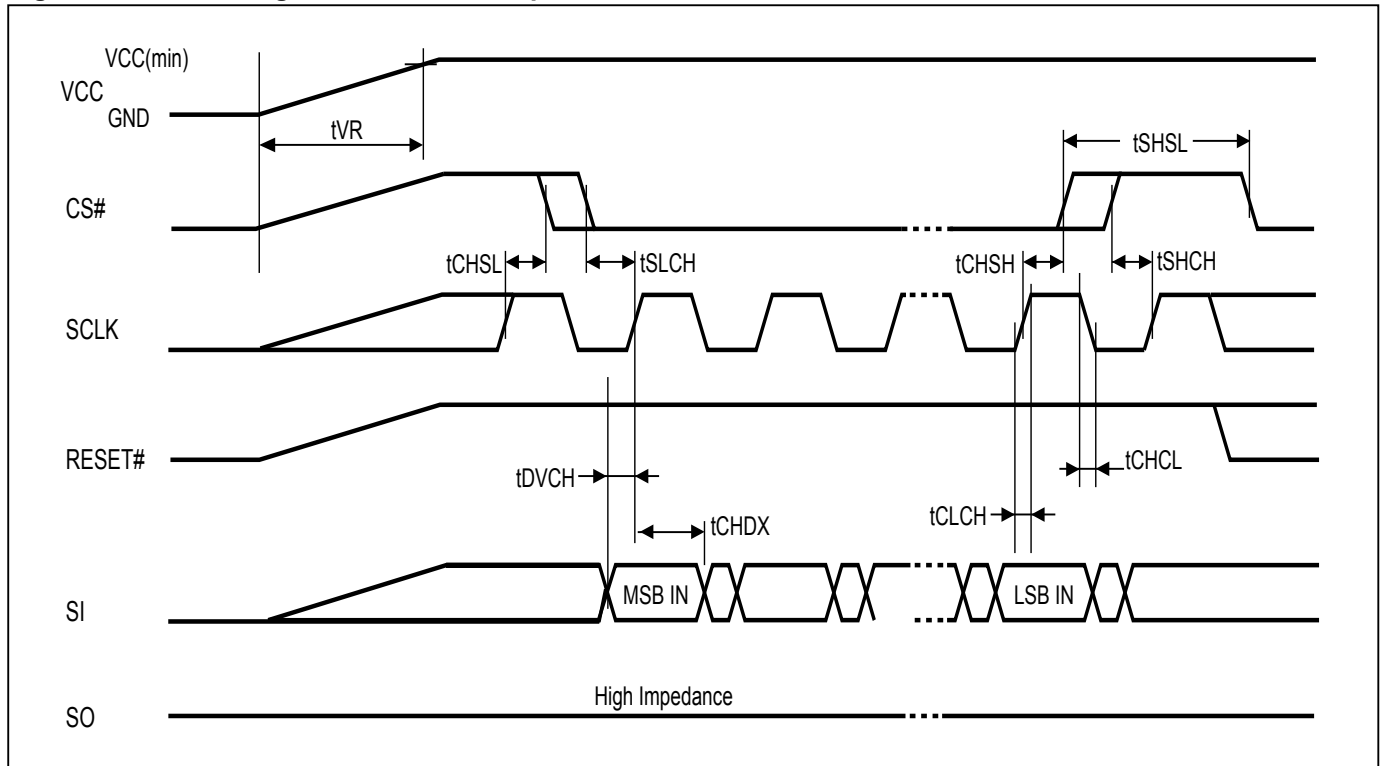 VCC(min)
VCC
GND
tVR
tSHSL
CS#
tCHSL
tSLCH
tCHSH
tSHCH
SCLK
RESET#
tDVCH
tCHCL
tCLCH
tCHDX
SI
MSB IN
LSB IN
High Impedance
SO